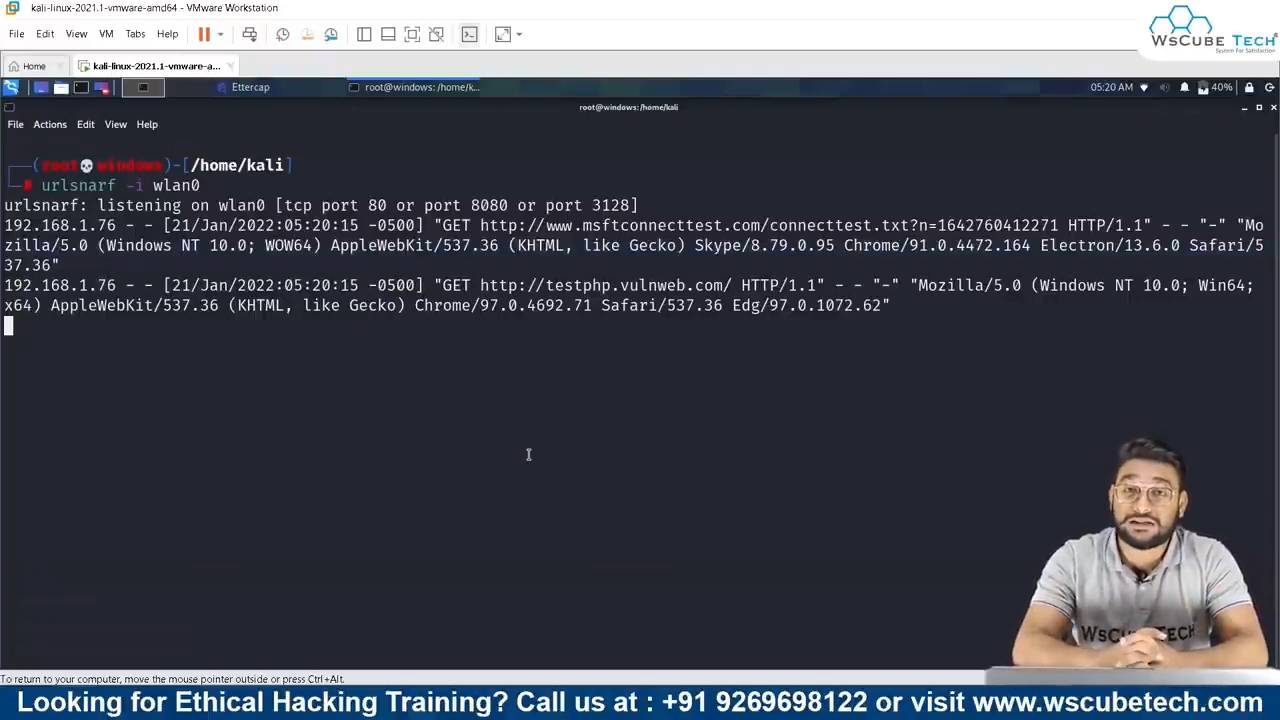 kali-linux-2021.1-vmware-amd64 - VMware Workstation
File Edit View VM Tabs Help
WsCube Tech
System For Satisfaction
Home kali-linux-2021.1-vmware-a...
Ettercap root@windows: /home/k... 05:20 AM 40%
root@windows: /home/kali
File Actions Edit View Help
(root💀windows)-[/home/kali]
# urlsnarf -i wlan0
urlsnarf: listening on wlan0 [tcp port 80 or port 8080 or port 3128]
192.168.1.76 - - [21/Jan/2022:05:20:15 -0500] "GET http://www.msftconnecttest.com/connecttest.txt?n=1642760412271 HTTP/1.1" - - "-" "Mo
zilla/5.0 (Windows NT 10.0; WOW64) AppleWebKit/537.36 (KHTML, like Gecko) Skype/8.79.0.95 Chrome/91.0.4472.164 Electron/13.6.0 Safari/5
37.36"
192.168.1.76 - - [21/Jan/2022:05:20:15 -0500] "GET http://testphp.vulnweb.com/ HTTP/1.1" - - "-" "Mozilla/5.0 (Windows NT 10.0; Win64;
x64) AppleWebKit/537.36 (KHTML, like Gecko) Chrome/97.0.4692.71 Safari/537.36 Edg/97.0.1072.62"
WsCube Tech
To return to your computer, move the mouse pointer outside or press Ctrl+Alt.
Looking for Ethical Hacking Training? Call us at : +91 9269698122 or visit www.wscubetech.com